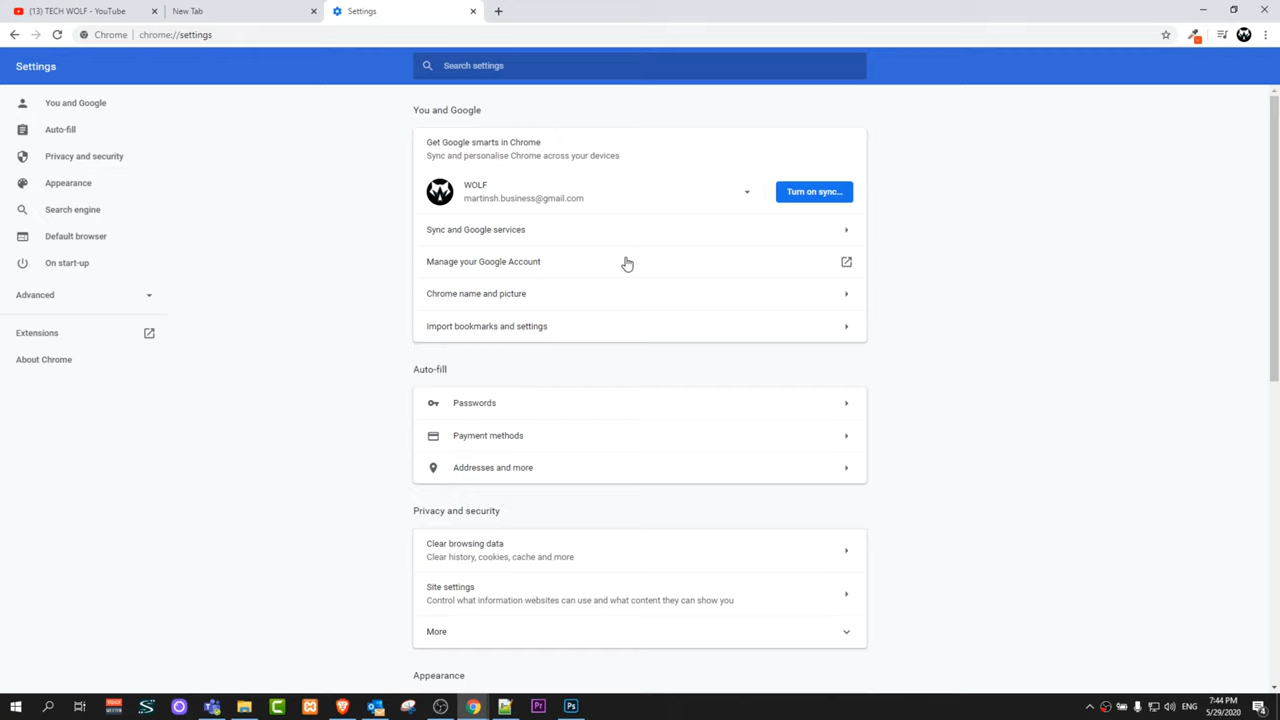 (13) TECH WOLF - YouTube
New Tab
Settings
Chrome | chrome://settings
Settings
Search settings
You and Google
Auto-fill
Privacy and security
Appearance
Search engine
Default browser
On start-up
Advanced
Extensions
About Chrome
You and Google
Get Google smarts in Chrome
Sync and personalise Chrome across your devices
WOLF
martinsh.business@gmail.com
Turn on sync...
Sync and Google services
Manage your Google Account
Chrome name and picture
Import bookmarks and settings
Auto-fill
Passwords
Payment methods
Addresses and more
Privacy and security
Clear browsing data
Clear history, cookies, cache and more
Site settings
Control what information websites can use and what content they can show you
More
Appearance
Pr
Ps
ENG
7:44 PM
5/29/2020
4